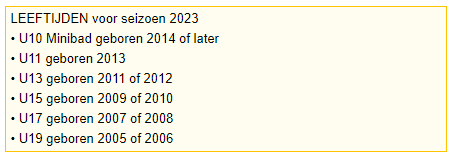 LEEFTIJDEN voor seizoen 2023
• U10 Minibad geboren 2014 of later
• U11 geboren 2013
• U13 geboren 2011 of 2012
• U15 geboren 2009 of 2010
• U17 geboren 2007 of 2008
• U19 geboren 2005 of 2006